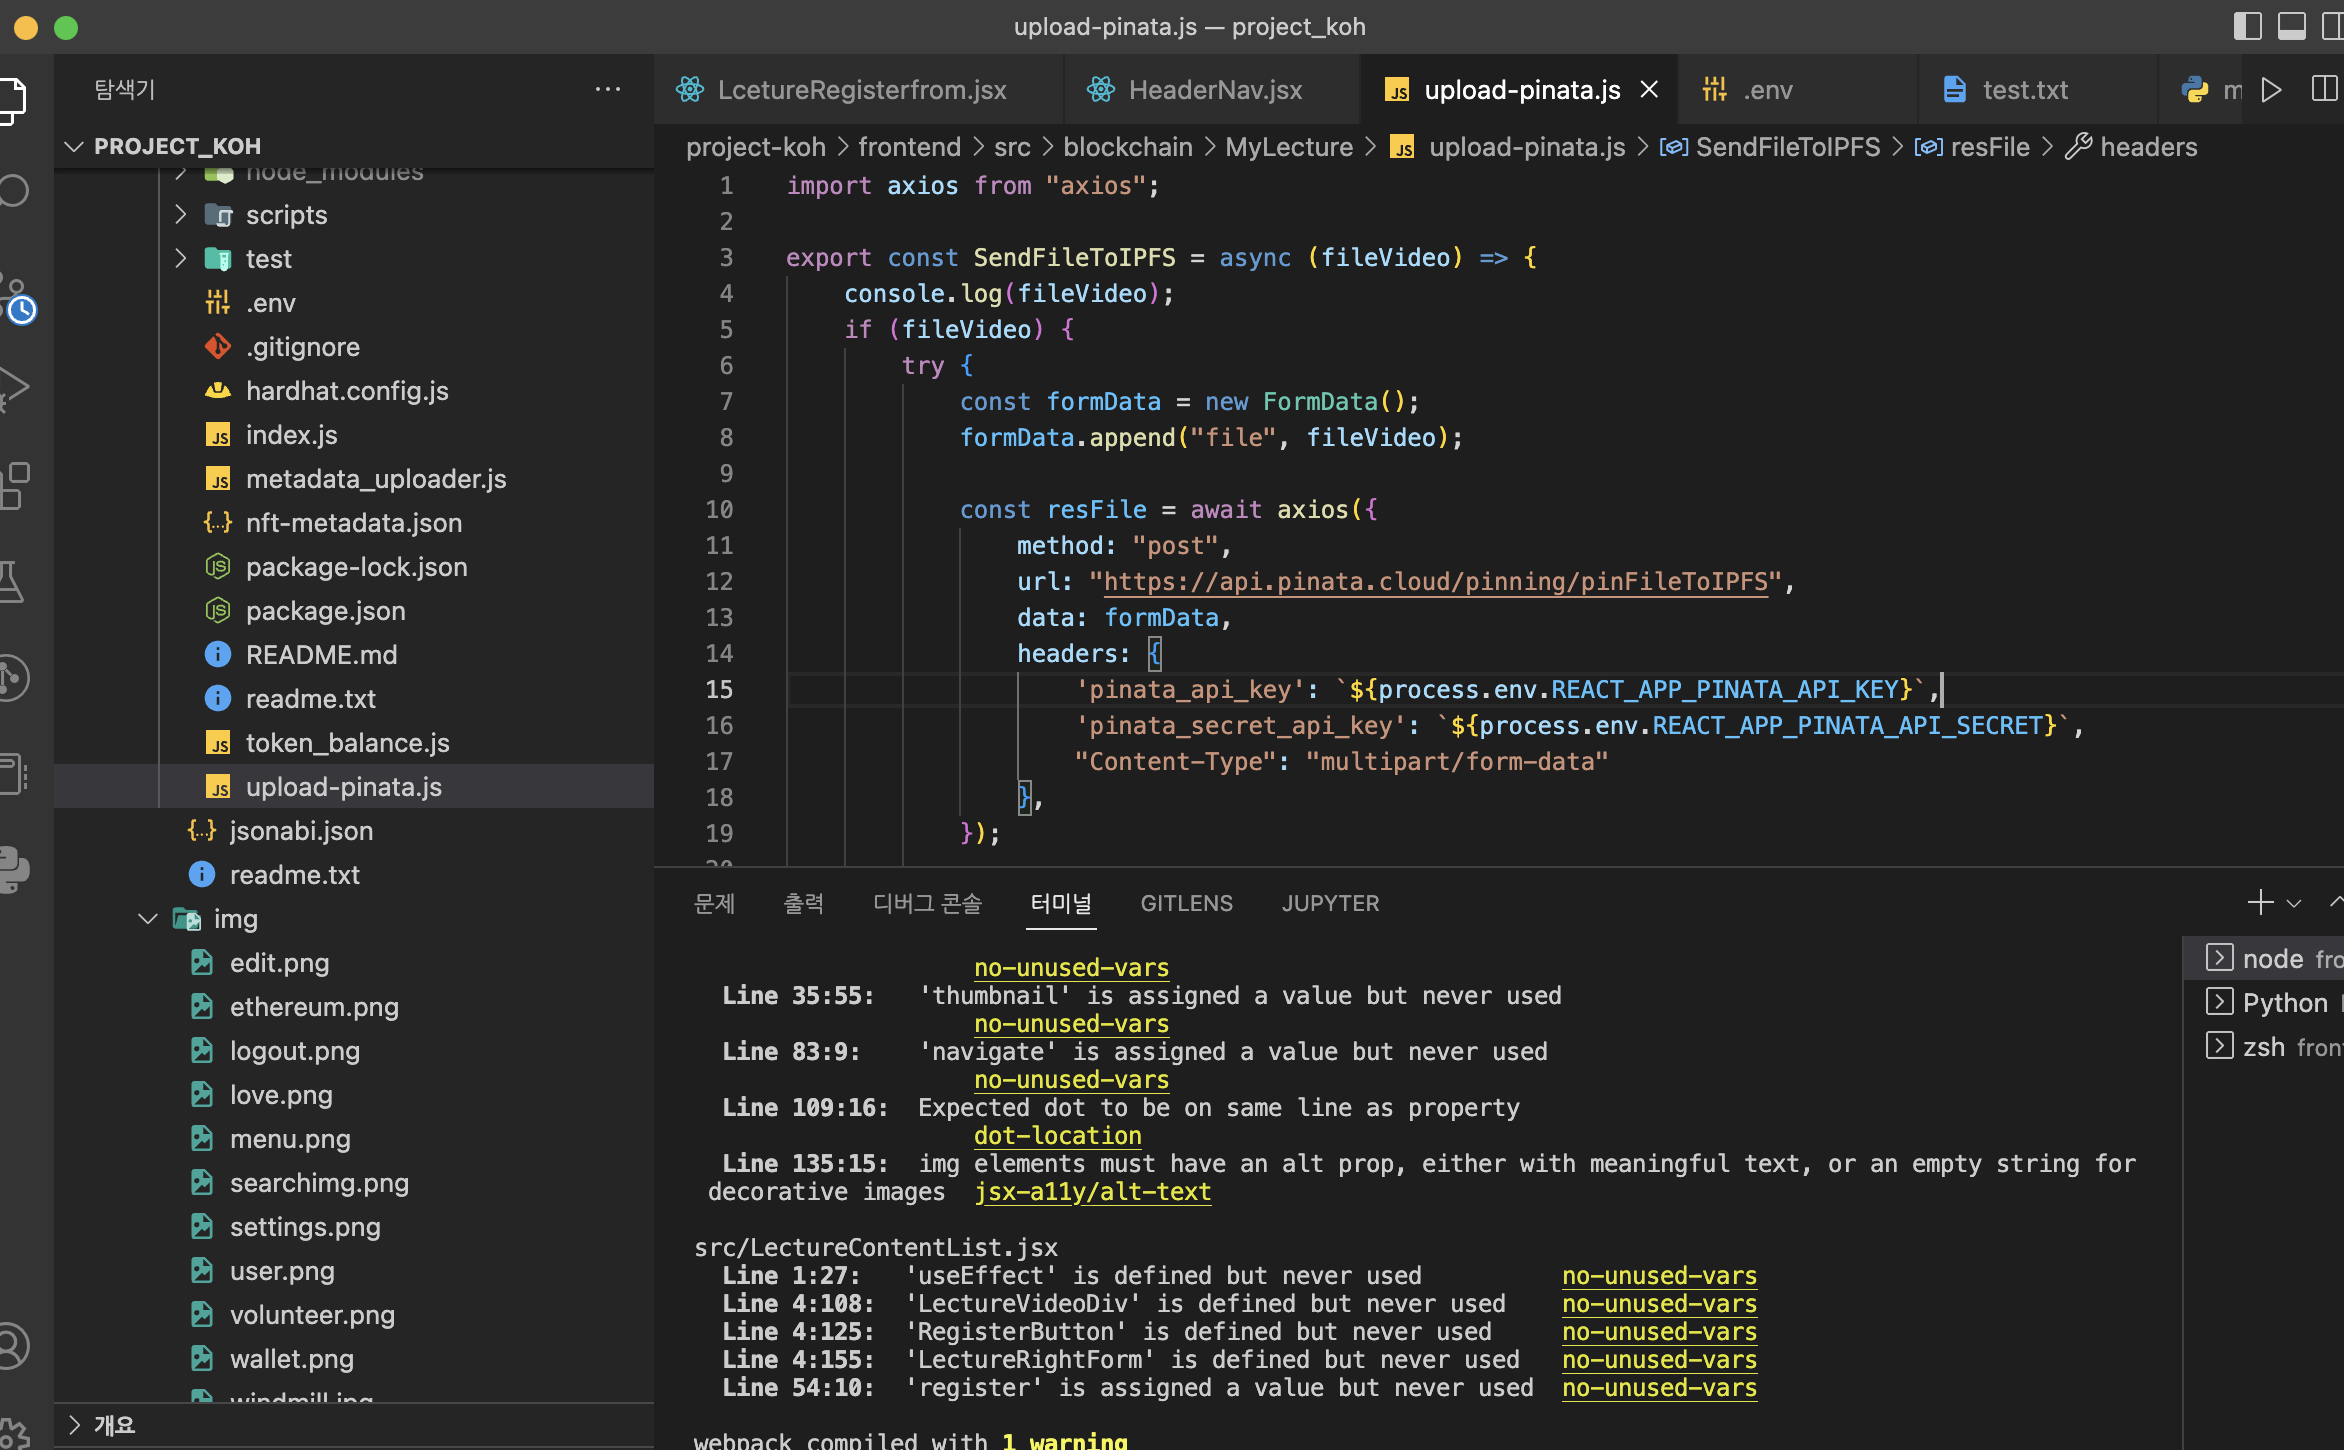 upload-pinata.js — project_koh
탐색기
PROJECT_KOH
node_modules
scripts
test
.env
.gitignore
hardhat.config.js
index.js
metadata_uploader.js
nft-metadata.json
package-lock.json
package.json
README.md
readme.txt
token_balance.js
upload-pinata.js
jsonabi.json
readme.txt
img
edit.png
ethereum.png
logout.png
love.png
menu.png
searchimg.png
settings.png
user.png
volunteer.png
wallet.png
windmill.jpg
개요
LcetureRegisterfrom.jsx HeaderNav.jsx upload-pinata.js .env test.txt m
project-koh > frontend > src > blockchain > MyLecture > upload-pinata.js > SendFileToIPFS > resFile > headers
1 import axios from "axios";
2
3 export const SendFileToIPFS = async (fileVideo) => {
4 console.log(fileVideo);
5 if (fileVideo) {
6 try {
7 const formData = new FormData();
8 formData.append("file", fileVideo);
9
10 const resFile = await axios({
11 method: "post",
12 url: "https://api.pinata.cloud/pinning/pinFileToIPFS",
13 data: formData,
14 headers: {
15 'pinata_api_key': `${process.env.REACT_APP_PINATA_API_KEY}`,
16 'pinata_secret_api_key': `${process.env.REACT_APP_PINATA_API_SECRET}`,
17 "Content-Type": "multipart/form-data"
18 },
19 });
20
문제 출력 디버그 콘솔 터미널 GITLENS JUPYTER
no-unused-vars
Line 35:55: 'thumbnail' is assigned a value but never used
no-unused-vars
Line 83:9: 'navigate' is assigned a value but never used
no-unused-vars
Line 109:16: Expected dot to be on same line as property
dot-location
Line 135:15: img elements must have an alt prop, either with meaningful text, or an empty string for
decorative images jsx-a11y/alt-text
src/LectureContentList.jsx
Line 1:27: 'useEffect' is defined but never used no-unused-vars
Line 4:108: 'LectureVideoDiv' is defined but never used no-unused-vars
Line 4:125: 'RegisterButton' is defined but never used no-unused-vars
Line 4:155: 'LectureRightForm' is defined but never used no-unused-vars
Line 54:10: 'register' is assigned a value but never used no-unused-vars
webpack compiled with 1 warning
node fro
Python
zsh fron